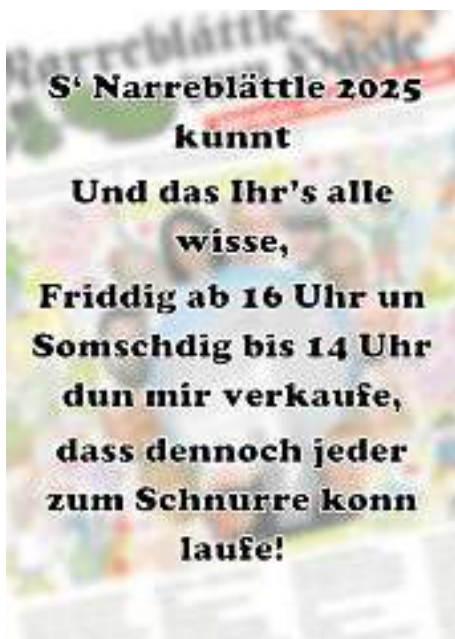 Narreblättle
S‘ Narreblättle 2025
kunnt
Und das Ihr’s alle
wisse,
Friddig ab 16 Uhr un
Somschdig bis 14 Uhr
dun mir verkaufe,
dass dennoch jeder
zum Schnurre konn
laufe!